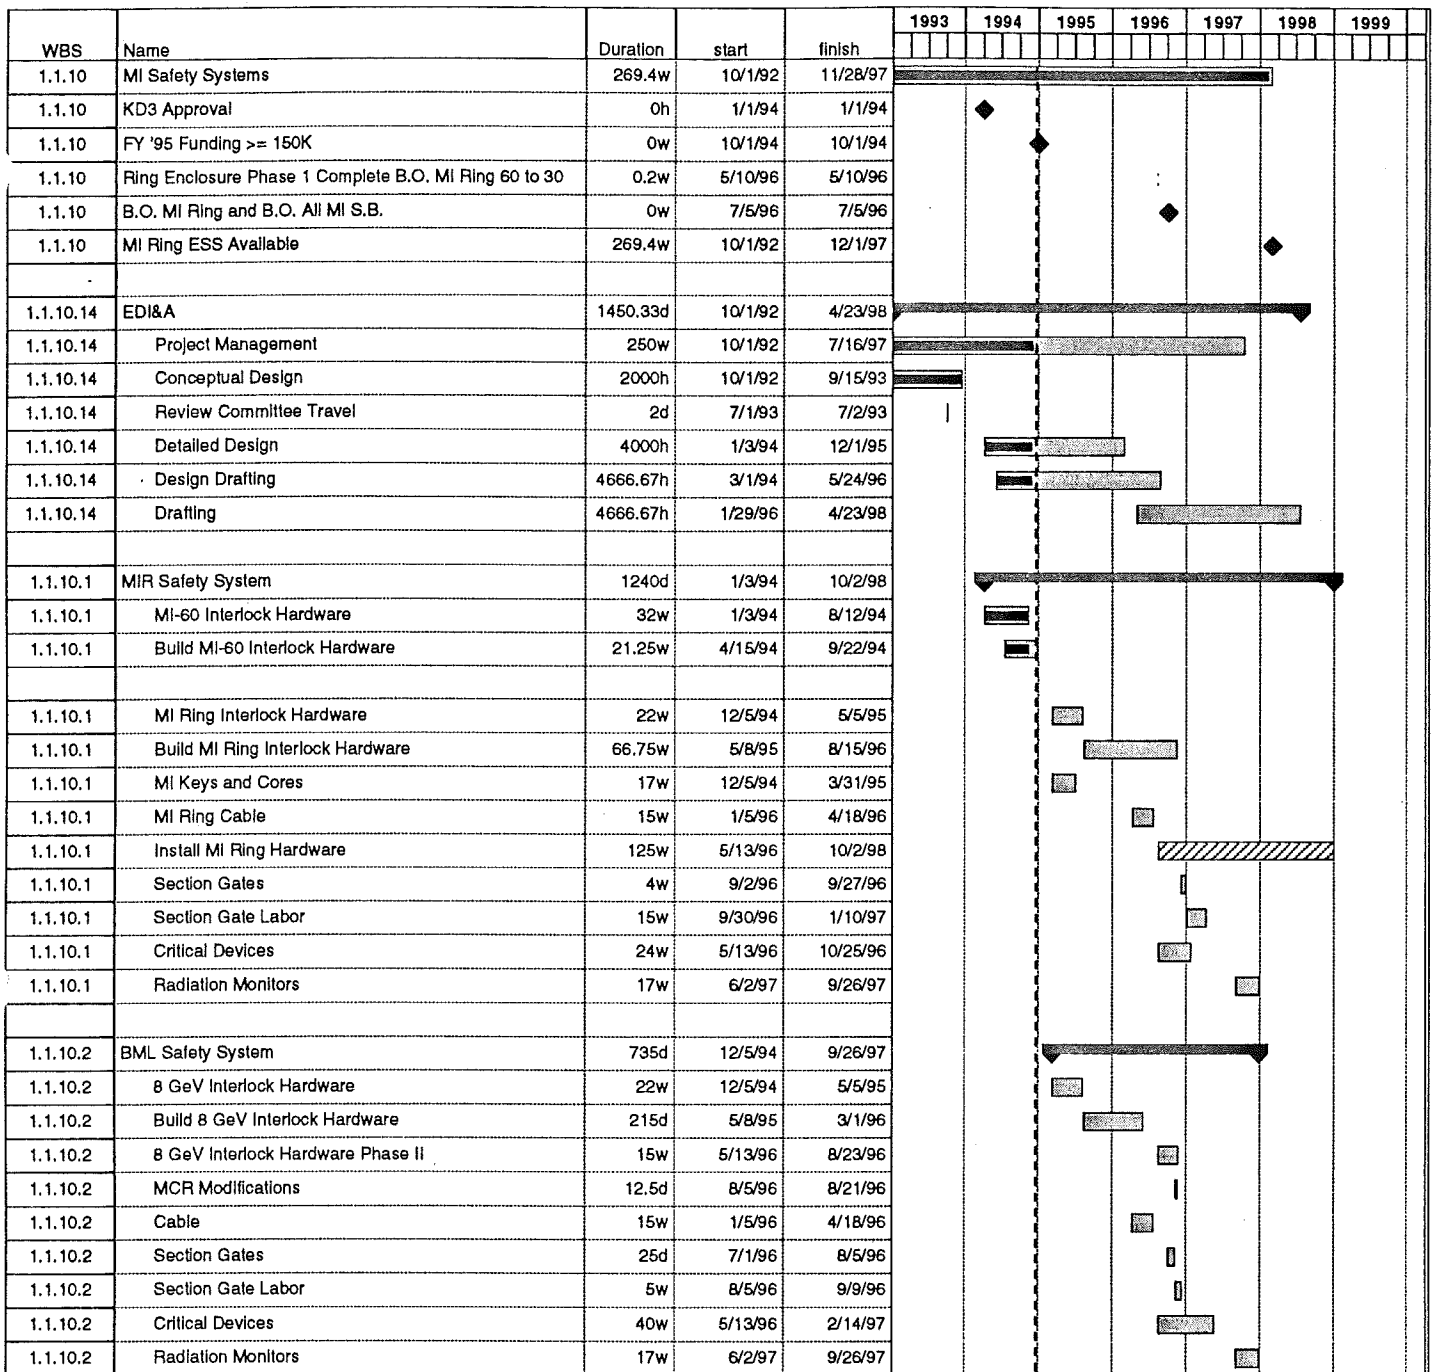 1993 1994 1995 1996 1997 1998 1999
WBS Name Duration start finish
1.1.10 MI Safety Systems 269.4w 10/1/92 11/28/97
1.1.10 KD3 Approval 0h 1/1/94 1/1/94
1.1.10 FY '95 Funding >= 150K 0w 10/1/94 10/1/94
1.1.10 Ring Enclosure Phase 1 Complete B.O. MI Ring 60 to 30 0.2w 5/10/96 5/10/96
1.1.10 B.O. MI Ring and B.O. All MI S.B. 0w 7/5/96 7/5/96
1.1.10 MI Ring ESS Available 269.4w 10/1/92 12/1/97
1.1.10.14 EDI&A 1450.33d 10/1/92 4/23/98
1.1.10.14 Project Management 250w 10/1/92 7/16/97
1.1.10.14 Conceptual Design 2000h 10/1/92 9/15/93
1.1.10.14 Review Committee Travel 2d 7/1/93 7/2/93
1.1.10.14 Detailed Design 4000h 1/3/94 12/1/95
1.1.10.14 Design Drafting 4666.67h 3/1/94 5/24/96
1.1.10.14 Drafting 4666.67h 1/29/96 4/23/98
1.1.10.1 MIR Safety System 1240d 1/3/94 10/2/98
1.1.10.1 MI-60 Interlock Hardware 32w 1/3/94 8/12/94
1.1.10.1 Build MI-60 Interlock Hardware 21.25w 4/15/94 9/22/94
1.1.10.1 MI Ring Interlock Hardware 22w 12/5/94 5/5/95
1.1.10.1 Build MI Ring Interlock Hardware 66.75w 5/8/95 8/15/96
1.1.10.1 MI Keys and Cores 17w 12/5/94 3/31/95
1.1.10.1 MI Ring Cable 15w 1/5/96 4/18/96
1.1.10.1 Install MI Ring Hardware 125w 5/13/96 10/2/98
1.1.10.1 Section Gates 4w 9/2/96 9/27/96
1.1.10.1 Section Gate Labor 15w 9/30/96 1/10/97
1.1.10.1 Critical Devices 24w 5/13/96 10/25/96
1.1.10.1 Radiation Monitors 17w 6/2/97 9/26/97
1.1.10.2 BML Safety System 735d 12/5/94 9/26/97
1.1.10.2 8 GeV Interlock Hardware 22w 12/5/94 5/5/95
1.1.10.2 Build 8 GeV Interlock Hardware 215d 5/8/95 3/1/96
1.1.10.2 8 GeV Interlock Hardware Phase II 15w 5/13/96 8/23/96
1.1.10.2 MCR Modifications 12.5d 8/5/96 8/21/96
1.1.10.2 Cable 15w 1/5/96 4/18/96
1.1.10.2 Section Gates 25d 7/1/96 8/5/96
1.1.10.2 Section Gate Labor 5w 8/5/96 9/9/96
1.1.10.2 Critical Devices 40w 5/13/96 2/14/97
1.1.10.2 Radiation Monitors 17w 6/2/97 9/26/97